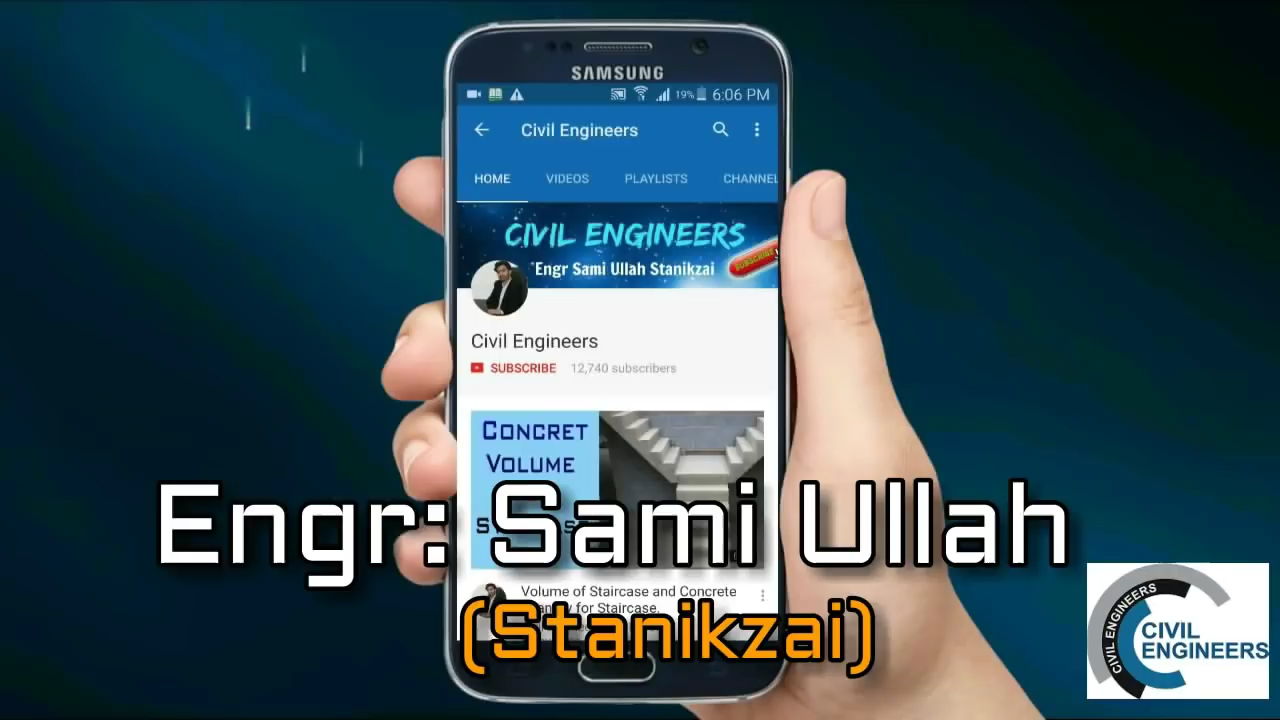 SAMSUNG
19% 6:06 PM
Civil Engineers
HOME VIDEOS PLAYLISTS CHANNEL
CIVIL ENGINEERS
Engr Sami Ullah Stanikzai
SUBSCRIBE
Civil Engineers
SUBSCRIBE 12,740 subscribers
CONCRET
VOLUME
Engr: Sami Ullah
Volume of Staircase and Concrete
for Staircase.
(Stanikzai)
CIVIL ENGINEERS
CIVIL
ENGINEERS